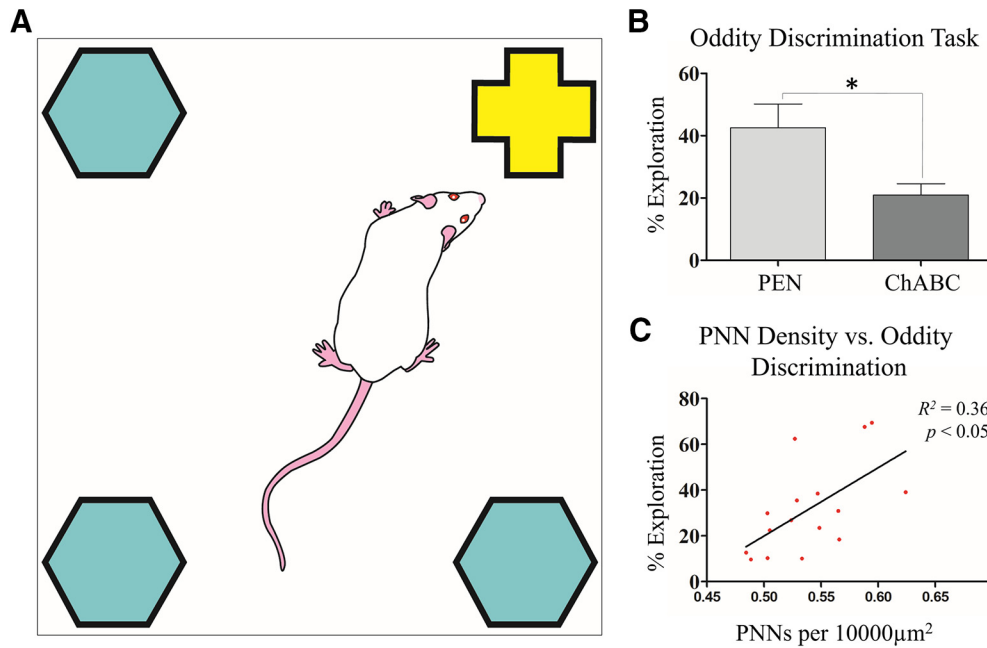 A
B
Oddity Discrimination Task
60
*
40
20
0
% Exploration
PEN ChABC
C
PNN Density vs. Oddity
Discrimination
80
R² = 0.36
p < 0.05
60
40
20
0
% Exploration
0.45 0.50 0.55 0.60 0.65
PNNs per 10000µm²